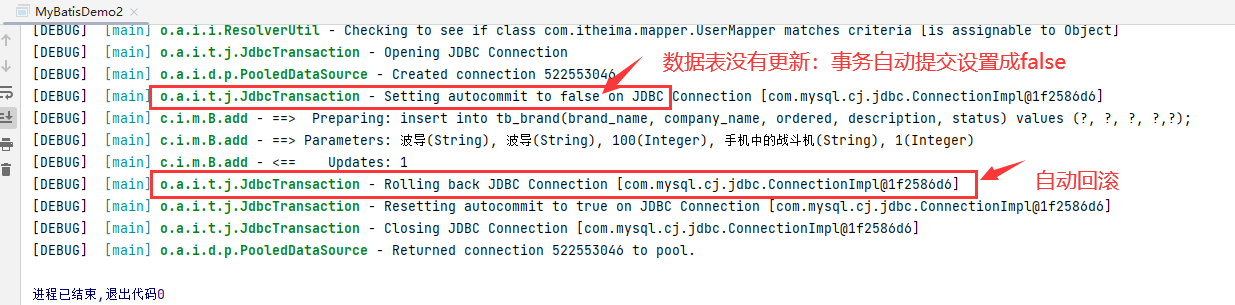 MyBatisDemo2 ×
[DEBUG] [main] o.a.i.i.ResolverUtil - Checking to see if class com.itheima.mapper.UserMapper matches criteria [is assignable to Object]
[DEBUG] [main] o.a.i.t.j.JdbcTransaction - Opening JDBC Connection
[DEBUG] [main] o.a.i.d.p.PooledDataSource - Created connection 522553046
数据表没有更新：事务自动提交设置成false
[DEBUG] [main] o.a.i.t.j.JdbcTransaction - Setting autocommit to false on JDBC Connection [com.mysql.cj.jdbc.ConnectionImpl@1f2586d6]
[DEBUG] [main] c.i.m.B.add - ==>  Preparing: insert into tb_brand(brand_name, company_name, ordered, description, status) values (?, ?, ?, ?,?);
[DEBUG] [main] c.i.m.B.add - ==> Parameters: 波导(String), 波导(String), 100(Integer), 手机中的战斗机(String), 1(Integer)
[DEBUG] [main] c.i.m.B.add - <==    Updates: 1
[DEBUG] [main] o.a.i.t.j.JdbcTransaction - Rolling back JDBC Connection [com.mysql.cj.jdbc.ConnectionImpl@1f2586d6]
自动回滚
[DEBUG] [main] o.a.i.t.j.JdbcTransaction - Resetting autocommit to true on JDBC Connection [com.mysql.cj.jdbc.ConnectionImpl@1f2586d6]
[DEBUG] [main] o.a.i.t.j.JdbcTransaction - Closing JDBC Connection [com.mysql.cj.jdbc.ConnectionImpl@1f2586d6]
[DEBUG] [main] o.a.i.d.p.PooledDataSource - Returned connection 522553046 to pool.
进程已结束,退出代码0